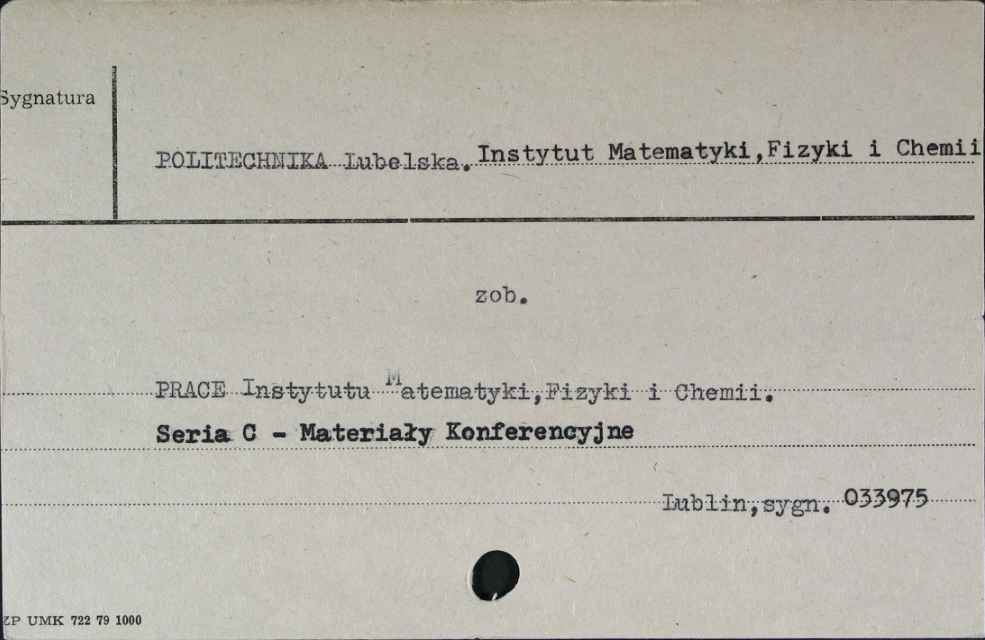 Sygnatura
POLITECHNIKA Lubelska. Instytut Matematyki,Fizyki i Chemii
zob.
PRACE Instytutu Matematyki,Fizyki i Chemii.
Seria C - Materiały Konferencyjne
Lublin,sygn. 033975
ZP UMK 722 79 1000